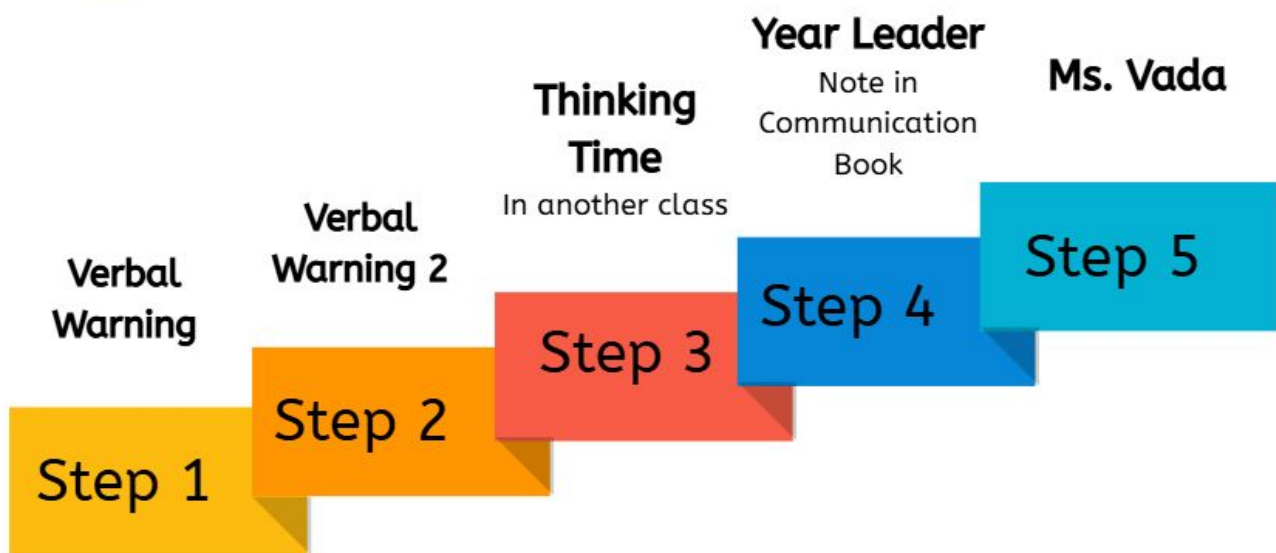 Verbal
Warning
Step 1
Verbal
Warning 2
Step 2
Thinking
Time
In another class
Step 3
Year Leader
Note in
Communication
Book
Step 4
Ms. Vada
Step 5